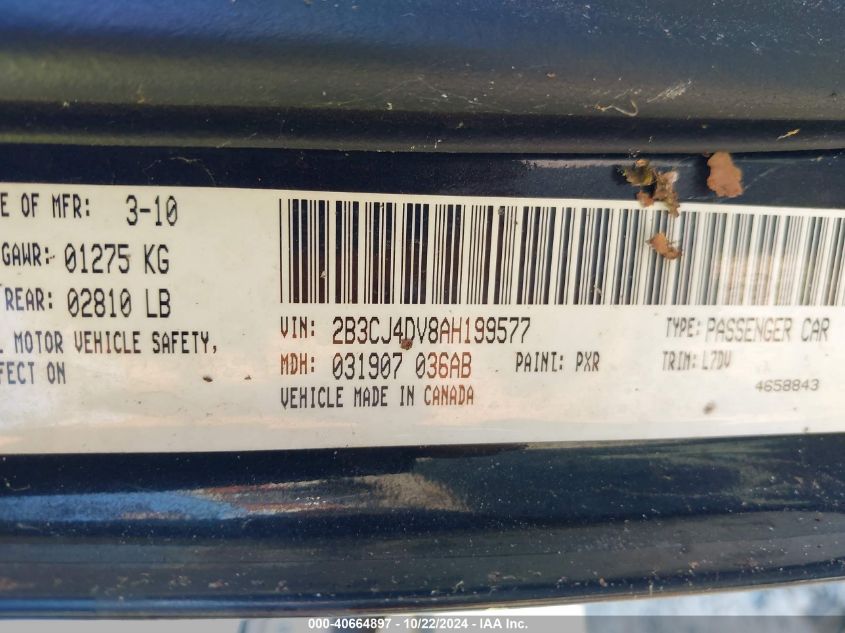 E OF MFR: 3-10
GAWR: 01275 KG
REAR: 02810 LB
MOTOR VEHICLE SAFETY,
FECT ON
VIN: 2B3CJ4DV8AH199577
TYPE: PASSENGER CAR
MDH: 031907 036AB
PAINT: PXR
TRIM: L7DV
VEHICLE MADE IN CANADA
4658843
000-40664897 - 10/22/2024 - IAA Inc.